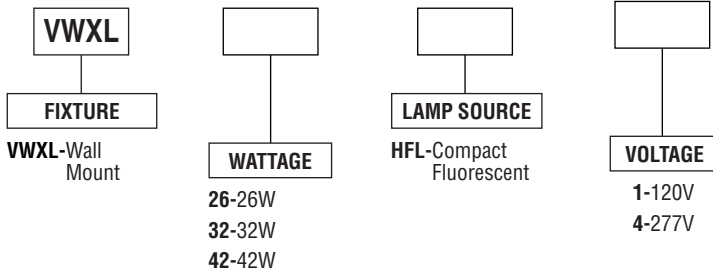 VWXL
FIXTURE
VWXL-Wall
Mount
WATTAGE
26-26W
32-32W
42-42W
LAMP SOURCE
HFL-Compact
Fluorescent
VOLTAGE
1-120V
4-277V